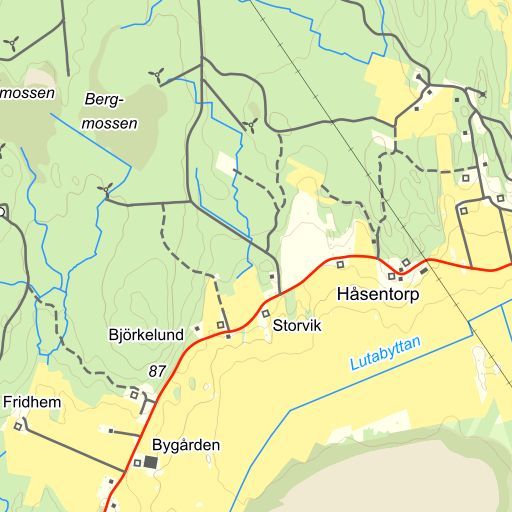 mossen
Berg-
mossen
Håsentorp
Storvik
Björkelund
Lutabyttan
87
Fridhem
Bygården